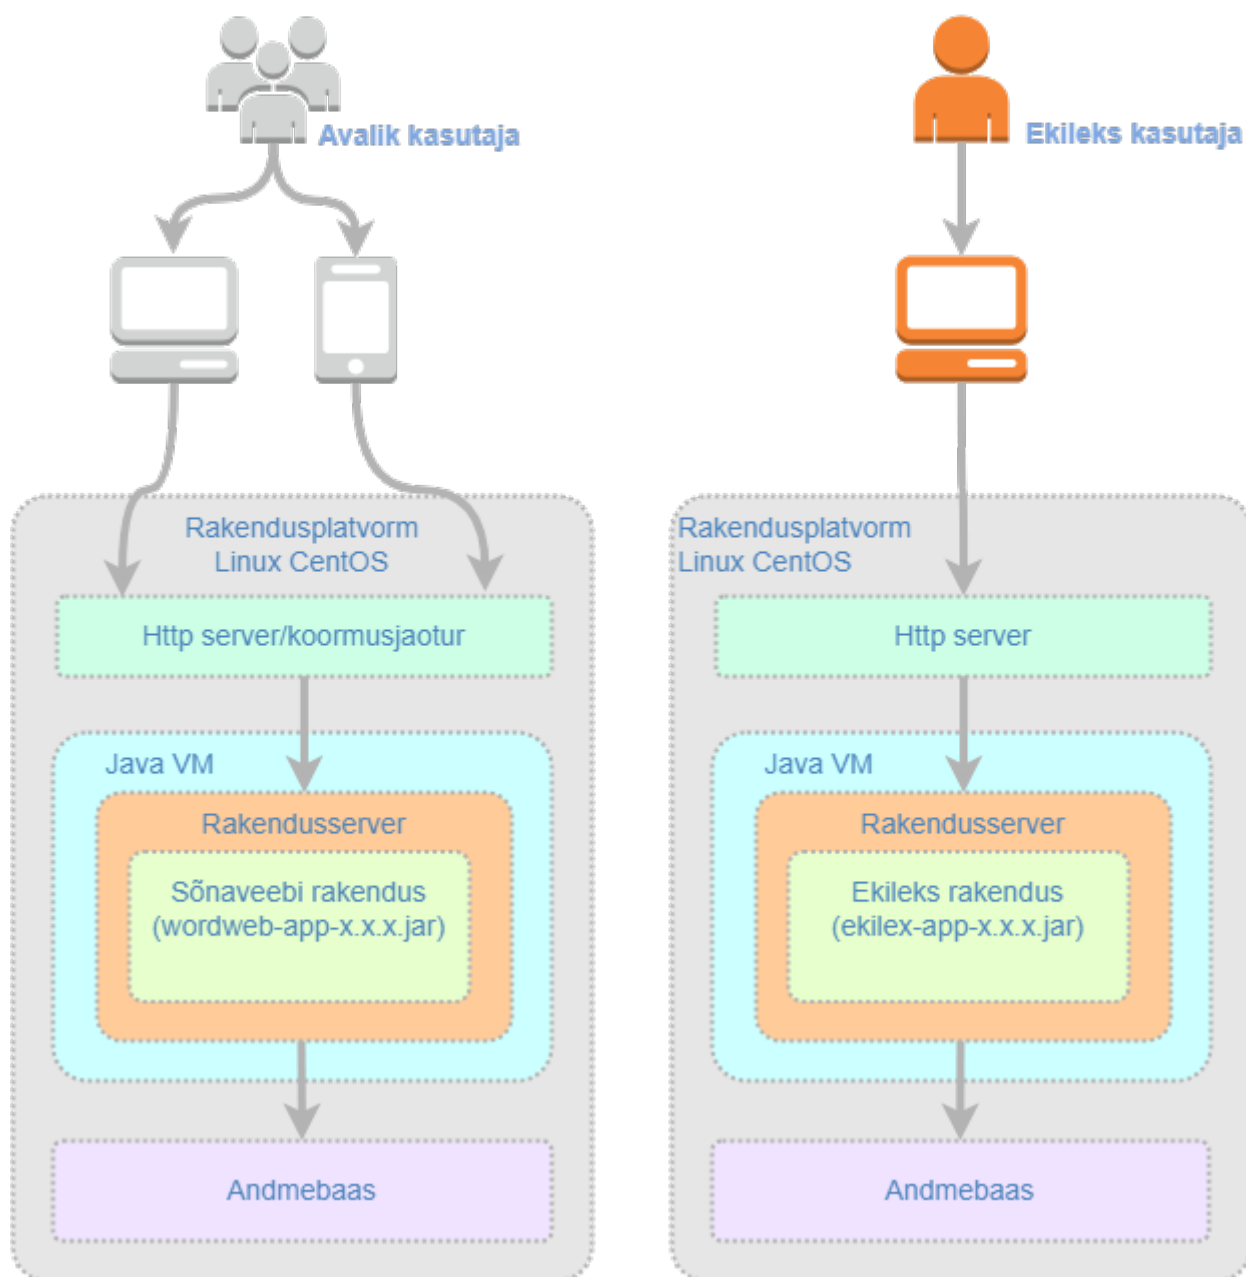 Avalik kasutaja
Rakendusplatvorm
Linux CentOS
Http server/koormusjaotur
Java VM
Rakendusserver
Sõnaveebi rakendus
(wordweb-app-x.x.x.jar)
Andmebaas
Ekileks kasutaja
Rakendusplatvorm
Linux CentOS
Http server
Java VM
Rakendusserver
Ekileks rakendus
(ekilex-app-x.x.x.jar)
Andmebaas